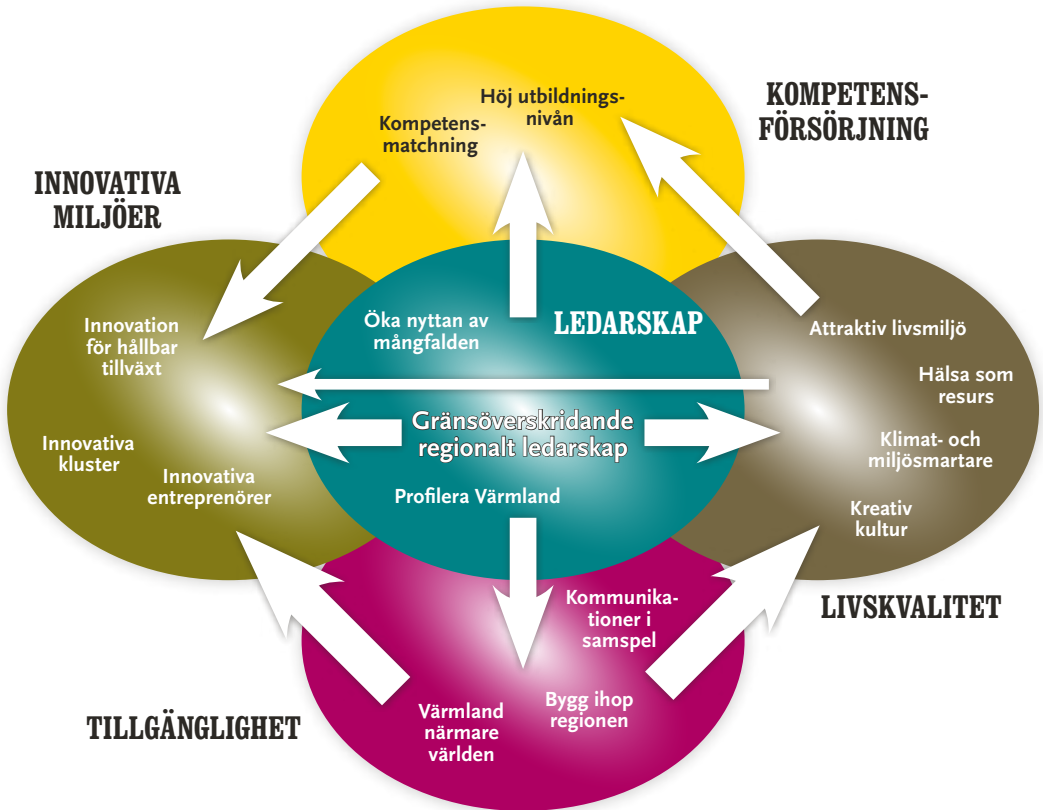 Höj utbildnings-
nivån
Kompetens-
matchning
KOMPETENS-
FÖRSÖRJNING
INNOVATIVA
MILJÖER
Innovation
för hållbar
tillväxt
Innovativa
kluster
Innovativa
entreprenörer
Öka nyttan av
mångfalden
LEDARSKAP
Gränsöverskridande
regionalt ledarskap
Profilera Värmland
Attraktiv livsmiljö
Hälsa som
resurs
Klimat- och
miljösmartare
Kreativ
kultur
LIVSKVALITET
Kommunika-
tioner i
samspel
Bygg ihop
regionen
Värmland
närmare
världen
TILLGÄNGLIGHET